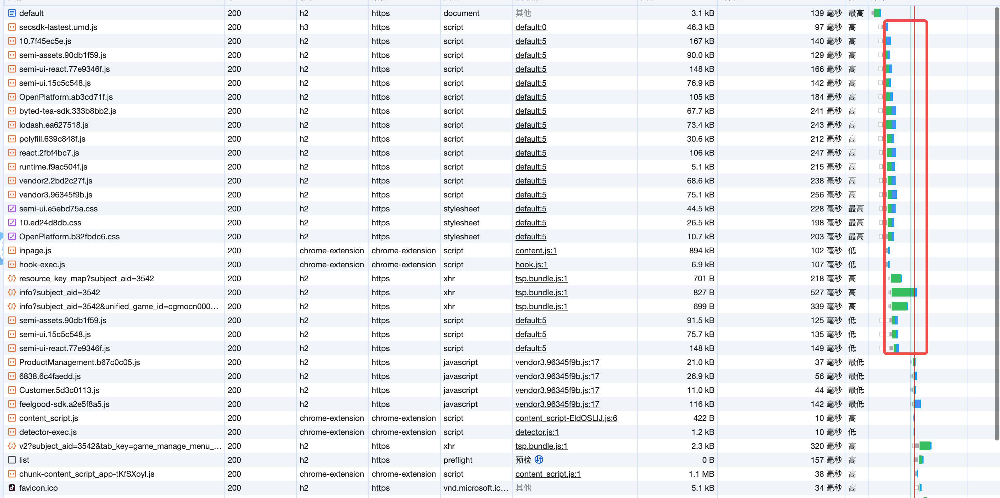 default 200 h2 https document 其他 3.1 kB 139 毫秒 最高
secsdk-lastest.umd.js 200 h3 https script default:0 46.3 kB 97 毫秒 高
10.7f45ec5e.js 200 h2 https script default:5 167 kB 140 毫秒 高
semi-assets.90db1f59.js 200 h2 https script default:5 90.0 kB 129 毫秒 高
semi-ui-react.77e9346f.js 200 h2 https script default:5 148 kB 166 毫秒 高
semi-ui.15c5c548.js 200 h2 https script default:5 76.9 kB 142 毫秒 高
OpenPlatform.ab3cd71f.js 200 h2 https script default:5 105 kB 184 毫秒 高
byted-tea-sdk.333b8bb2.js 200 h2 https script default:5 67.7 kB 241 毫秒 高
lodash.ea627518.js 200 h2 https script default:5 73.4 kB 243 毫秒 高
polyfill.639c848f.js 200 h2 https script default:5 30.6 kB 212 毫秒 高
react.2fbf4bc7.js 200 h2 https script default:5 106 kB 247 毫秒 高
runtime.f9ac504f.js 200 h2 https script default:5 5.1 kB 215 毫秒 高
vendor2.2bd2c27f.js 200 h2 https script default:5 68.6 kB 238 毫秒 高
vendor3.96345f9b.js 200 h2 https script default:5 75.1 kB 256 毫秒 高
semi-ui.e5ebd75a.css 200 h2 https stylesheet default:5 44.5 kB 228 毫秒 最高
10.ed24d8db.css 200 h2 https stylesheet default:5 26.5 kB 198 毫秒 最高
OpenPlatform.b32fbdc6.css 200 h2 https stylesheet default:5 10.7 kB 203 毫秒 最高
inpage.js 200 chrome-extension chrome-extension script content.js:1 894 kB 102 毫秒 低
hook-exec.js 200 chrome-extension chrome-extension script hook.js:1 6.9 kB 107 毫秒 低
resource_key_map?subject_aid=3542 200 h2 https xhr tsp.bundle.js:1 701 B 218 毫秒 高
info?subject_aid=3542 200 h2 https xhr tsp.bundle.js:1 827 B 527 毫秒 高
info?subject_aid=3542&unified_game_id=cgmocn000... 200 h2 https xhr tsp.bundle.js:1 699 B 339 毫秒 高
semi-assets.90db1f59.js 200 h2 https script default:5 91.5 kB 125 毫秒 低
semi-ui.15c5c548.js 200 h2 https script default:5 75.7 kB 135 毫秒 低
semi-ui-react.77e9346f.js 200 h2 https script default:5 148 kB 149 毫秒 低
ProductManagement.b67c0c05.js 200 h2 https javascript vendor3.96345f9b.js:17 21.0 kB 37 毫秒 最低
6838.6c4faedd.js 200 h2 https javascript vendor3.96345f9b.js:17 26.9 kB 56 毫秒 最低
Customer.5d3c0113.js 200 h2 https javascript vendor3.96345f9b.js:17 11.0 kB 44 毫秒 最低
feelgood-sdk.a2e5f8a5.js 200 h2 https javascript vendor3.96345f9b.js:17 116 kB 142 毫秒 最低
content_script.js 200 chrome-extension chrome-extension script content_script-EldOSLlJ.js:6 422 B 10 毫秒 高
detector-exec.js 200 chrome-extension chrome-extension script detector.js:1 1.2 kB 10 毫秒 低
v2?subject_aid=3542&tab_key=game_manage_menu_... 200 h2 https xhr tsp.bundle.js:1 2.3 kB 320 毫秒 高
list 200 h2 https preflight 预检 0 B 157 毫秒 高
chunk-content_script_app-tKfSXoyl.js 200 chrome-extension chrome-extension script content_script.js:1 1.1 MB 38 毫秒 高
favicon.ico 200 h2 https vnd.microsoft.ic... 其他 5.1 kB 34 毫秒 高